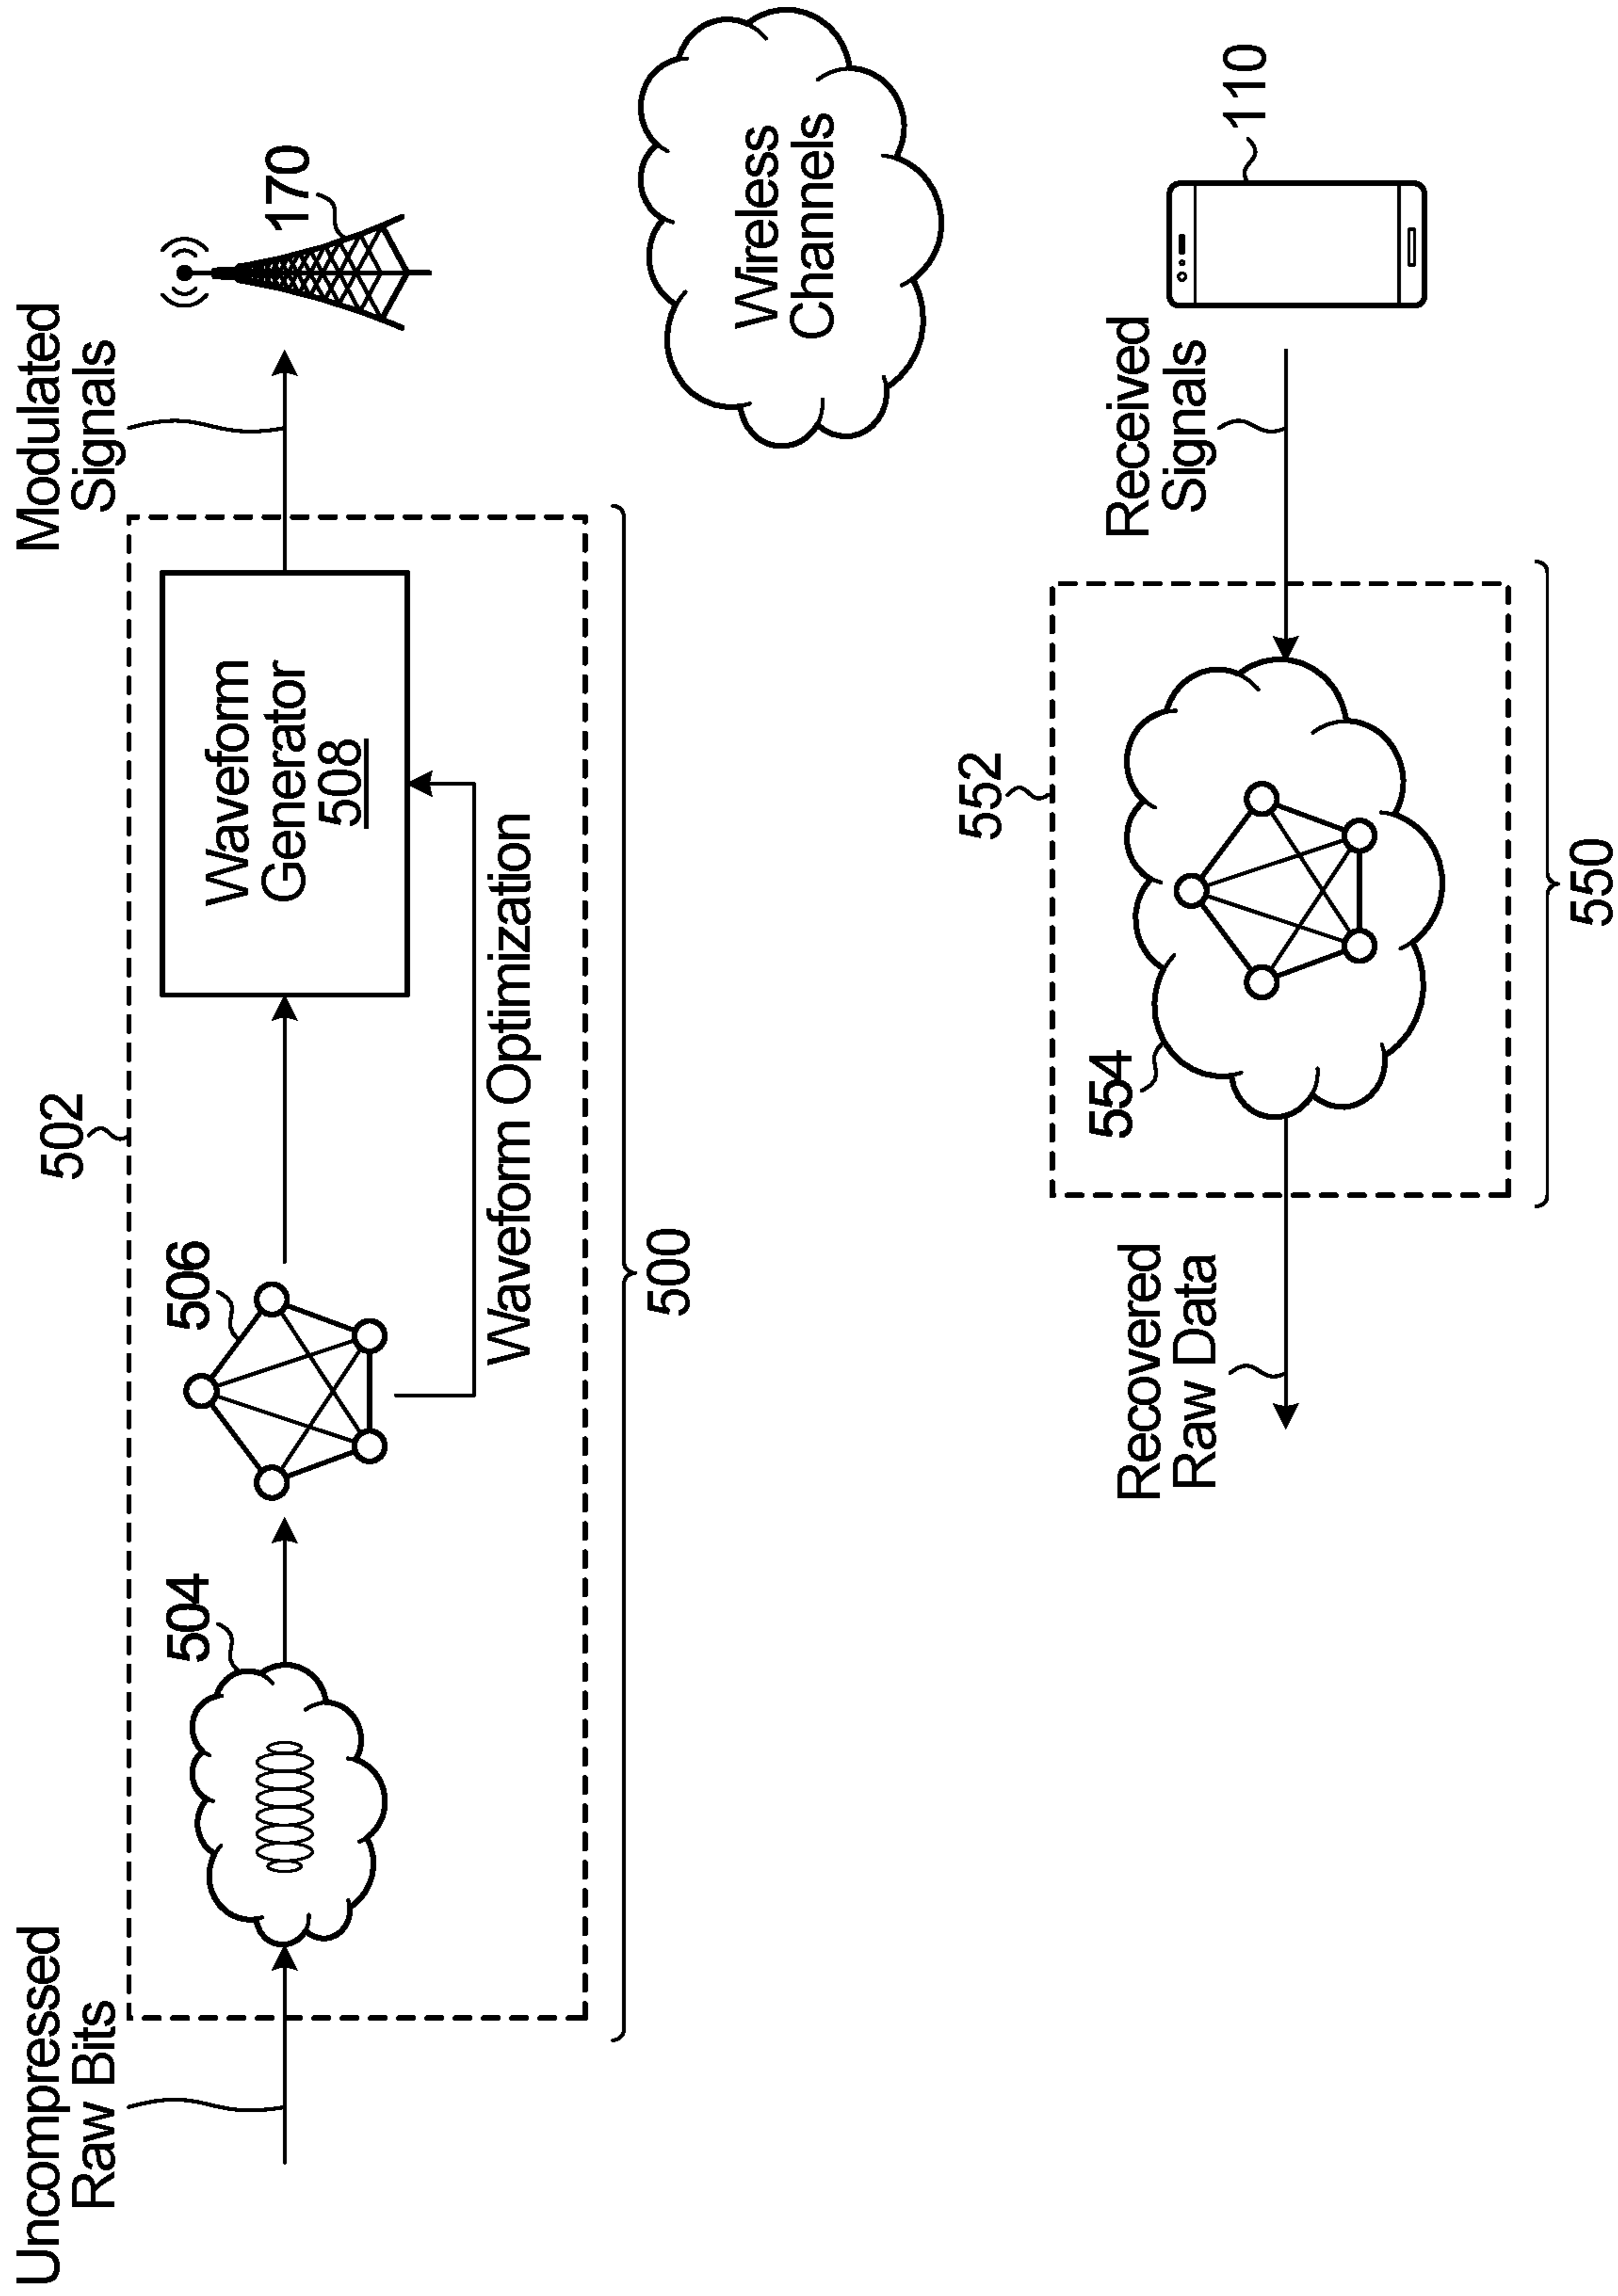 Uncompressed
Raw Bits
502
504
506
Waveform
Generator
508
Waveform Optimization
Modulated
Signals
170
500
Wireless
Channels
Recovered
Raw Data
554
552
Received
Signals
110
550